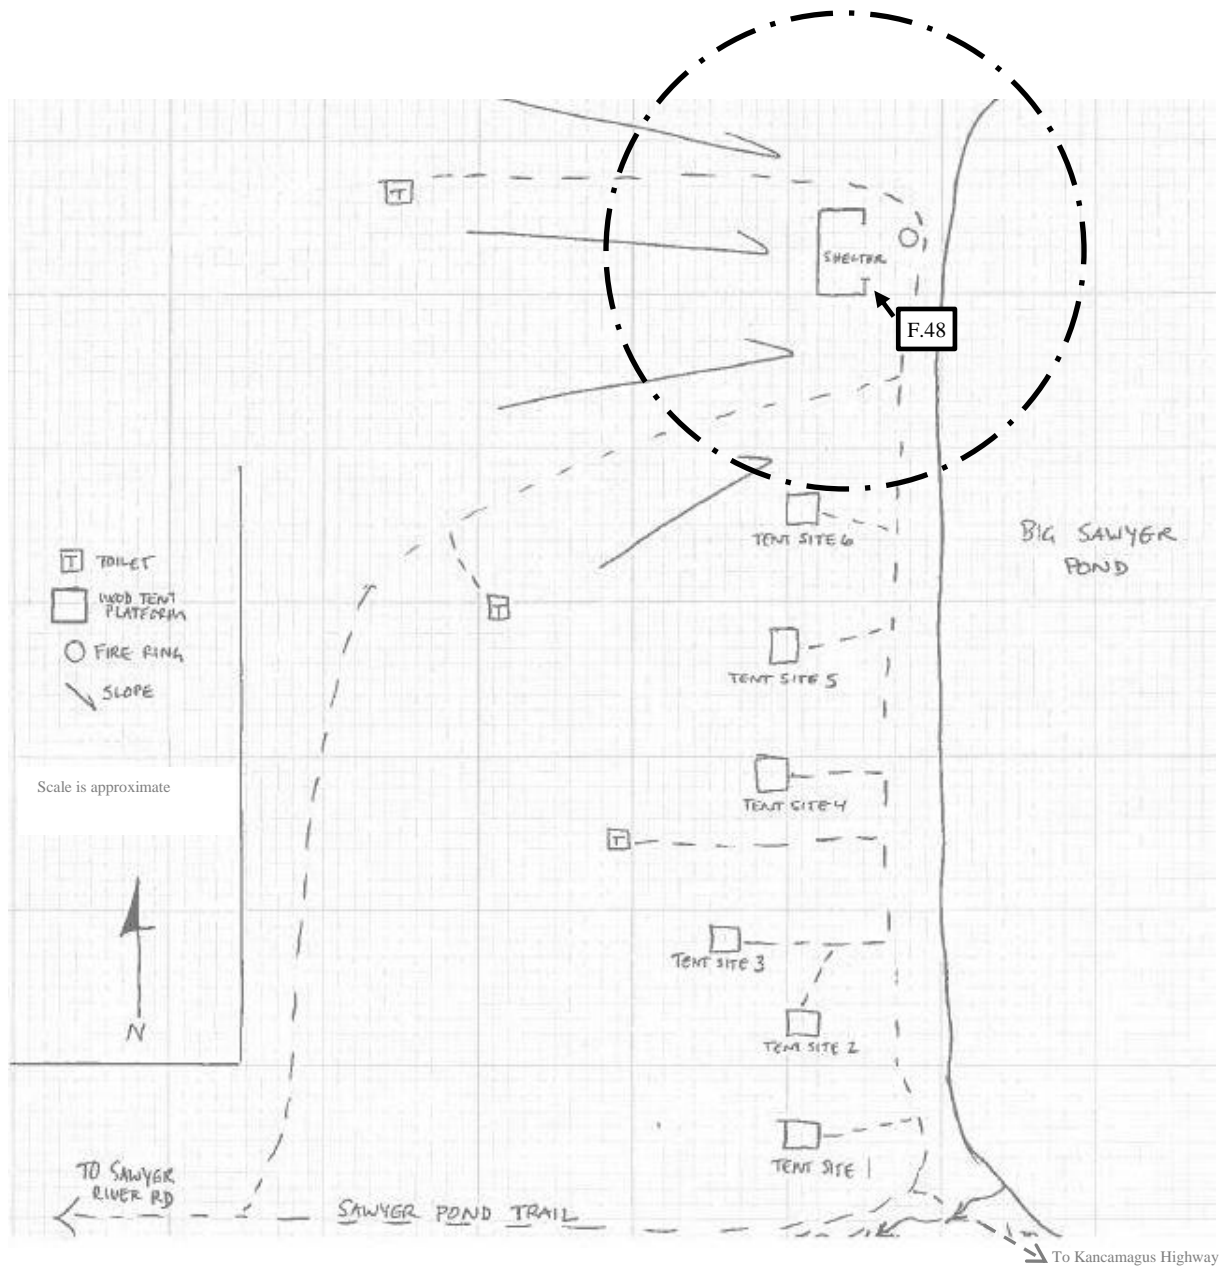 T
SHELTER
F.48
TENT SITE 6
BIG SAWYER
POND
T TOILET
WOOD TENT
PLATFORM
FIRE RING
SLOPE
T
TENT SITE 5
Scale is approximate
TENT SITE 4
T
TENT SITE 3
N
TENT SITE 2
TENT SITE 1
TO SAWYER
RIVER RD
SAWYER POND TRAIL
To Kancamagus Highway